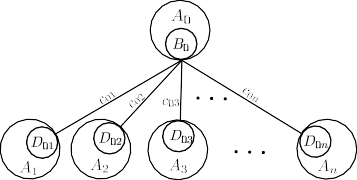 A₀
B₀
c₀₁ c₀₂ c₀₃ ... c₀ₙ
D₀₁ D₀₂ D₀₃ ... D₀ₙ
A₁ A₂ A₃ Aₙ